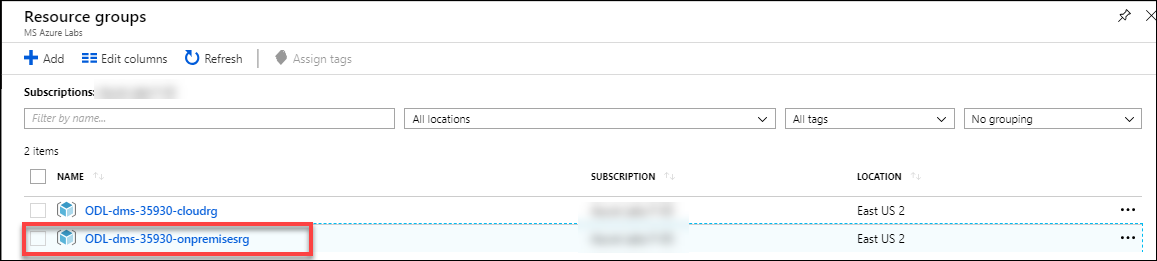 Resource groups
MS Azure Labs
Add Edit columns Refresh Assign tags
Subscriptions:
Filter by name... All locations All tags No grouping
2 items
NAME SUBSCRIPTION LOCATION
ODL-dms-35930-cloudrg East US 2
ODL-dms-35930-onpremisesrg East US 2